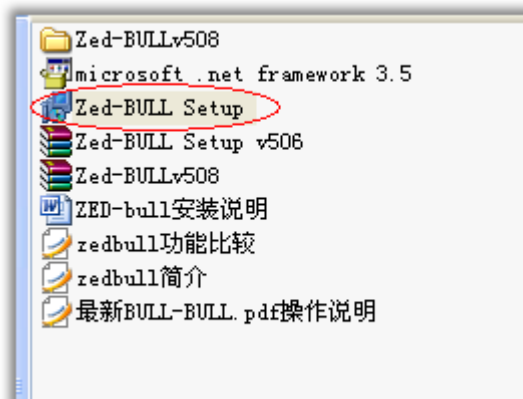 Zed-BULLv508
microsoft .net framework 3.5
Zed-BULL Setup
Zed-BULL Setup v506
Zed-BULLv508
ZED-bull安装说明
zedbull功能比较
zedbull简介
最新BULL-BULL.pdf操作说明